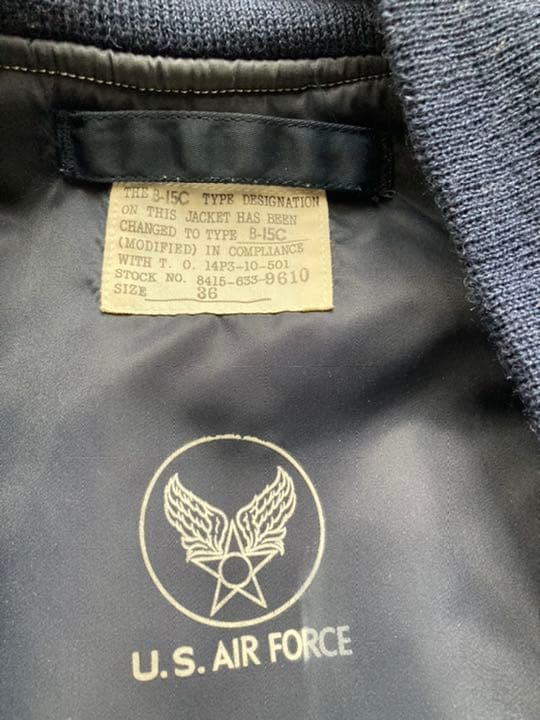 THE B-15C TYPE DESIGNATION
ON THIS JACKET HAS BEEN
CHANGED TO TYPE B-15C
(MODIFIED) IN COMPLIANCE
WITH T. O. 14P3-10-501
STOCK NO. 8415-633-9610
SIZE 36
U.S. AIR FORCE